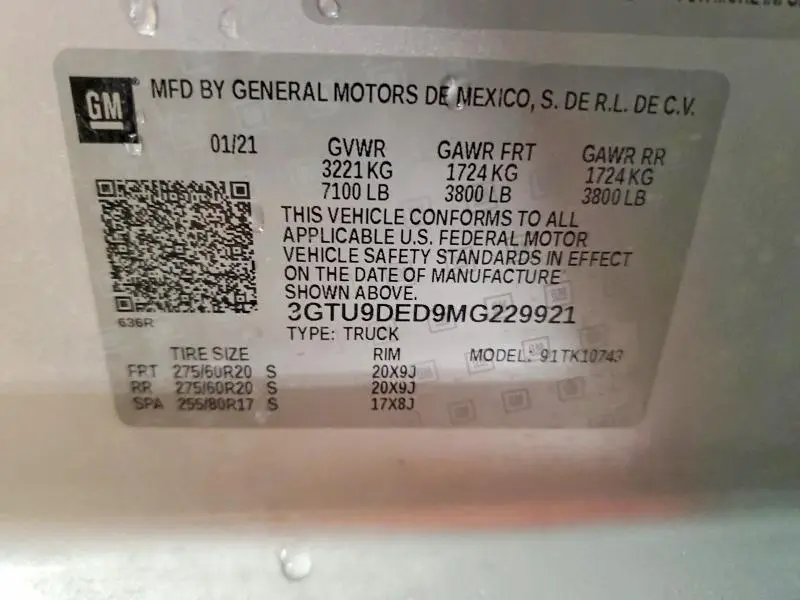 GM
MFD BY GENERAL MOTORS DE MEXICO, S. DE R.L. DE C.V.
01/21 GVWR GAWR FRT GAWR RR
3221 KG 1724 KG 1724 KG
7100 LB 3800 LB 3800 LB
THIS VEHICLE CONFORMS TO ALL
APPLICABLE U.S. FEDERAL MOTOR
VEHICLE SAFETY STANDARDS IN EFFECT
ON THE DATE OF MANUFACTURE
SHOWN ABOVE.
636R
3GTU9DED9MG229921
TYPE: TRUCK
TIRE SIZE RIM MODEL: 91TK10743
FRT 275/60R20 S 20X9J
RR 275/60R20 S 20X9J
SPA 255/80R17 S 17X8J